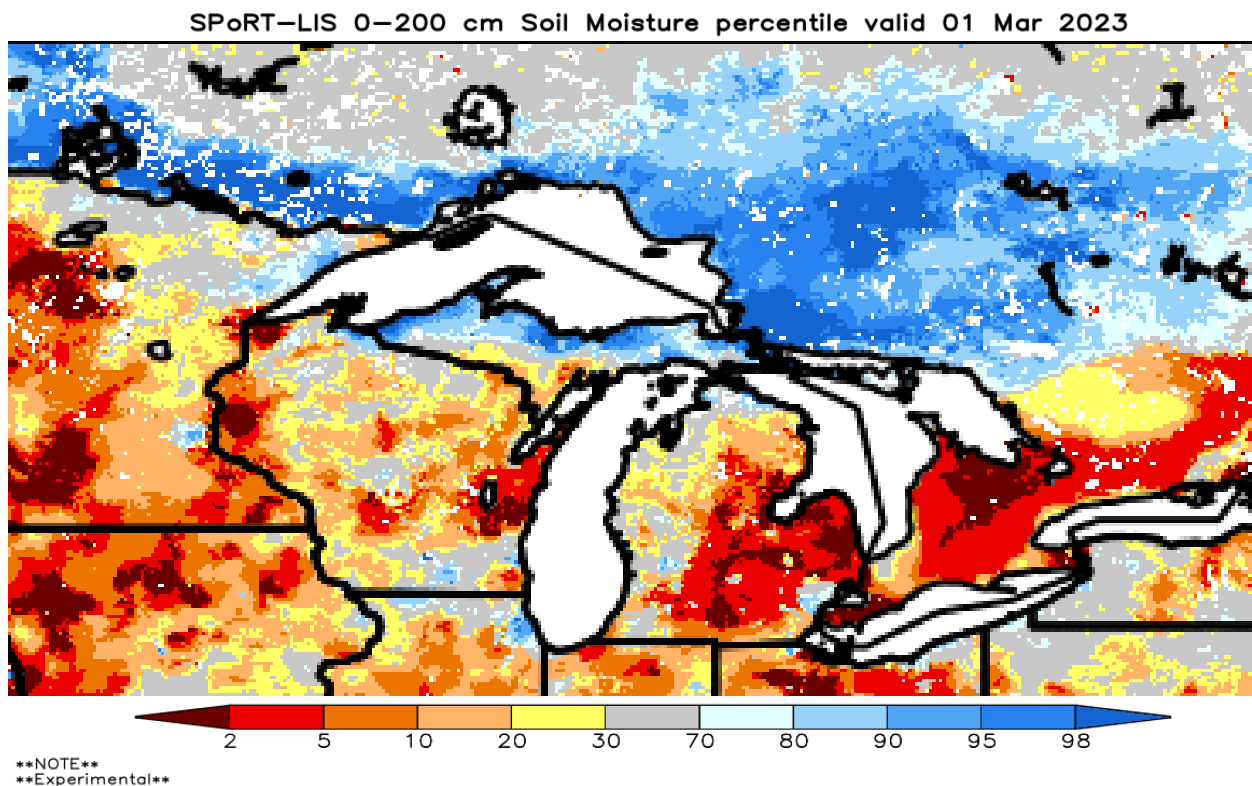 SPoRT-LIS 0-200 cm Soil Moisture percentile valid 01 Mar 2023
2 5 10 20 30 70 80 90 95 98
**NOTE**
**Experimental**